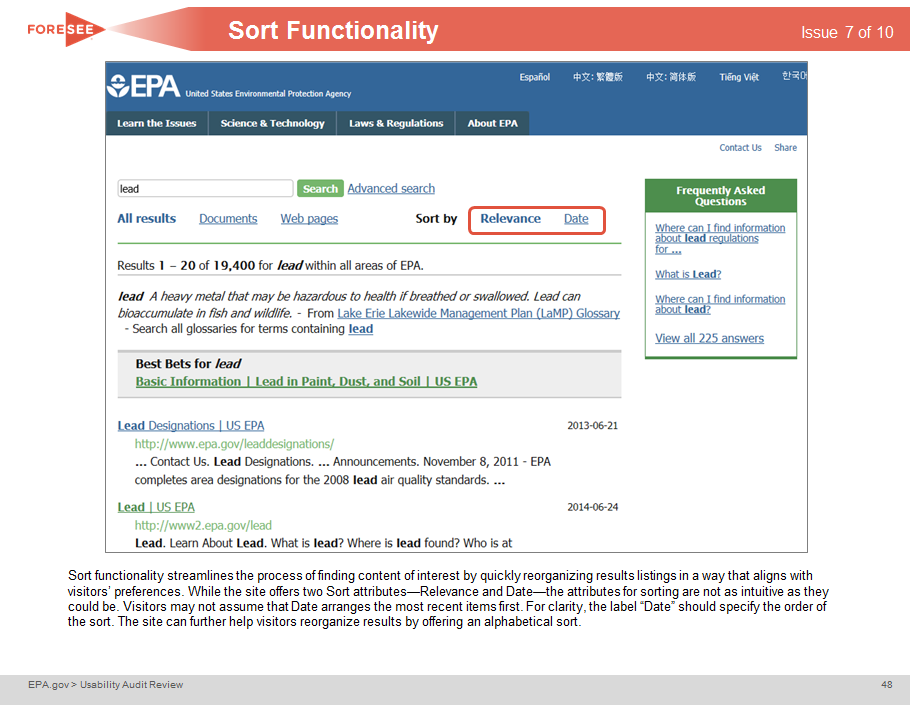 FORESEE
Sort Functionality
Issue 7 of 10
EPA
United States Environmental Protection Agency
Español 中文: 繁體版 中文: 简体版 Tiếng Việt 한국어
Learn the Issues Science & Technology Laws & Regulations About EPA
Contact Us Share
lead Search Advanced search
All results Documents Web pages Sort by Relevance Date
Results 1 – 20 of 19,400 for lead within all areas of EPA.
lead A heavy metal that may be hazardous to health if breathed or swallowed. Lead can
bioaccumulate in fish and wildlife. - From Lake Erie Lakewide Management Plan (LaMP) Glossary
- Search all glossaries for terms containing lead
Best Bets for lead
Basic Information | Lead in Paint, Dust, and Soil | US EPA
Lead Designations | US EPA 2013-06-21
http://www.epa.gov/leaddesignations/
... Contact Us. Lead Designations. ... Announcements. November 8, 2011 - EPA
completes area designations for the 2008 lead air quality standards. ...
Lead | US EPA 2014-06-24
http://www2.epa.gov/lead
Lead. Learn About Lead. What is lead? Where is lead found? Who is at
Frequently Asked
Questions
Where can I find information
about lead regulations
for ...
What is Lead?
Where can I find information
about lead?
View all 225 answers
Sort functionality streamlines the process of finding content of interest by quickly reorganizing results listings in a way that aligns with
visitors' preferences. While the site offers two Sort attributes—Relevance and Date—the attributes for sorting are not as intuitive as they
could be. Visitors may not assume that Date arranges the most recent items first. For clarity, the label "Date" should specify the order of
the sort. The site can further help visitors reorganize results by offering an alphabetical sort.
EPA.gov > Usability Audit Review 48